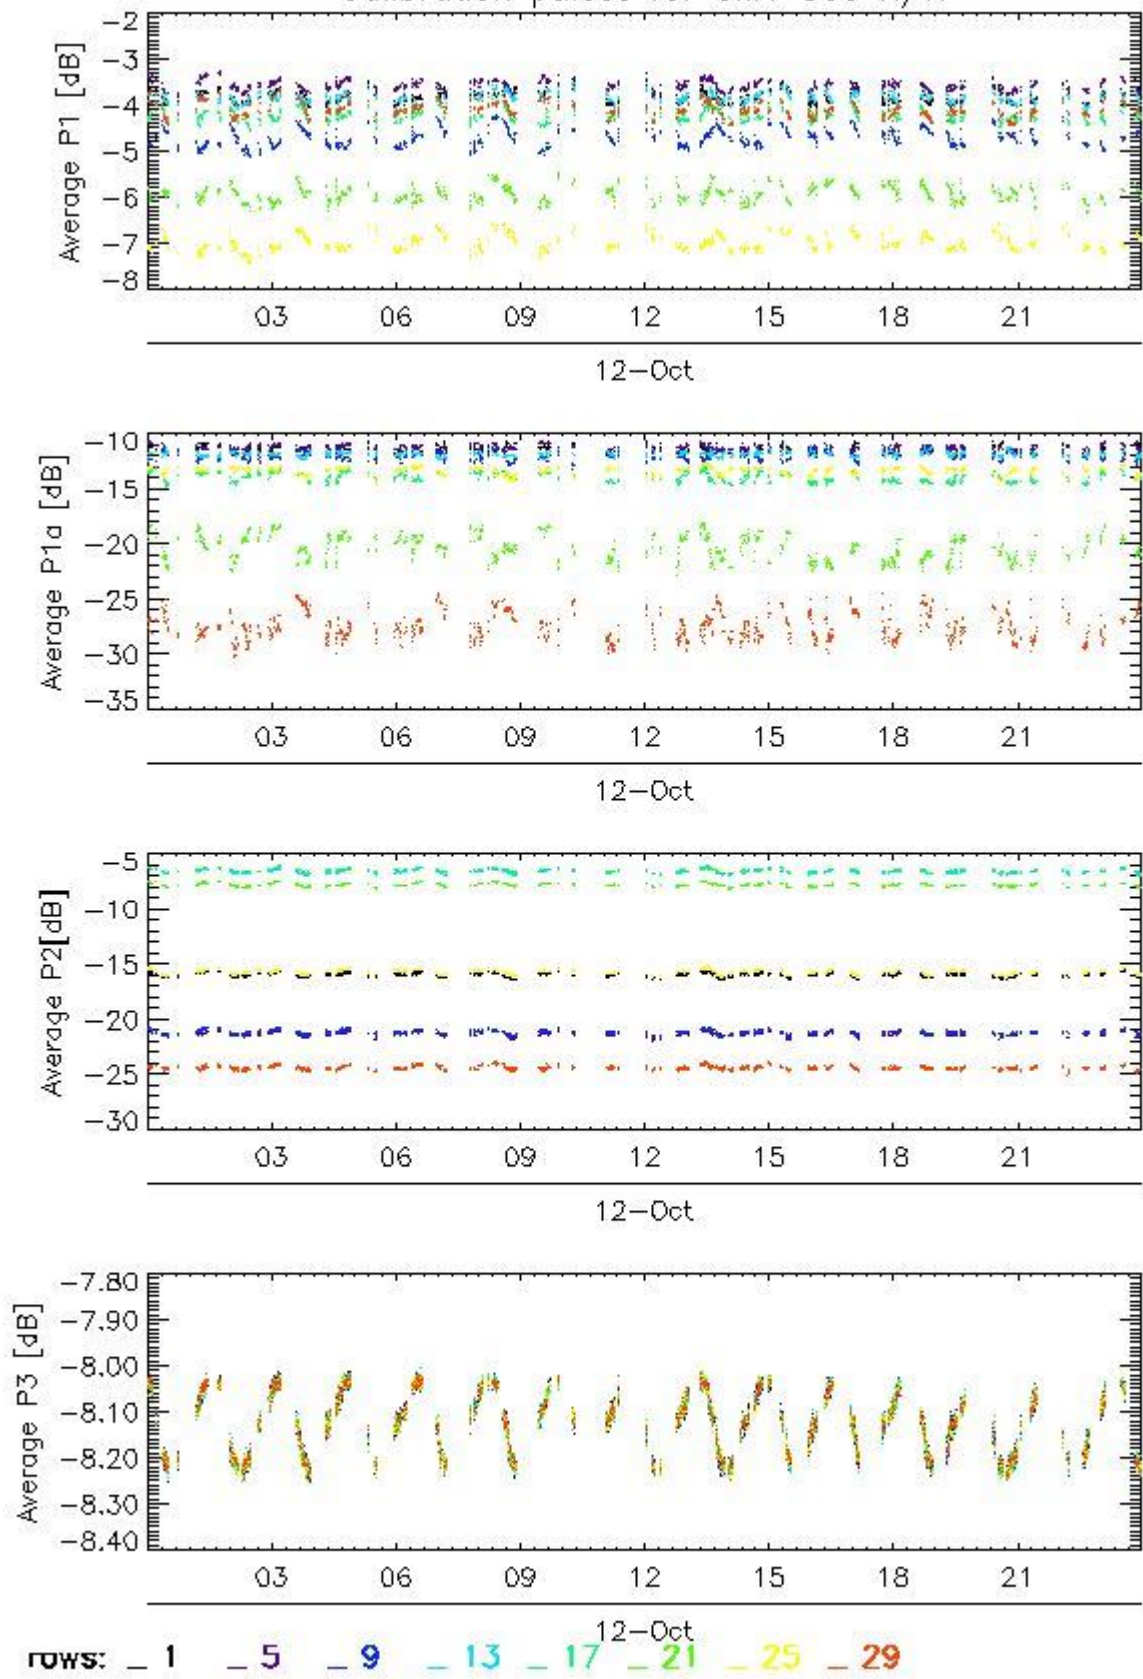 Average P1 [dB]
-2
-3
-4
-5
-6
-7
-8
03 06 09 12 15 18 21
12-Oct
Average P1a [dB]
-10
-15
-20
-25
-30
-35
03 06 09 12 15 18 21
12-Oct
Average P2[dB]
-5
-10
-15
-20
-25
-30
03 06 09 12 15 18 21
12-Oct
Average P3 [dB]
-7.80
-7.90
-8.00
-8.10
-8.20
-8.30
-8.40
03 06 09 12 15 18 21
12-Oct
rows: _ 1 _ 5 _ 9 _ 13 _ 17 _ 21 _ 25 _ 29